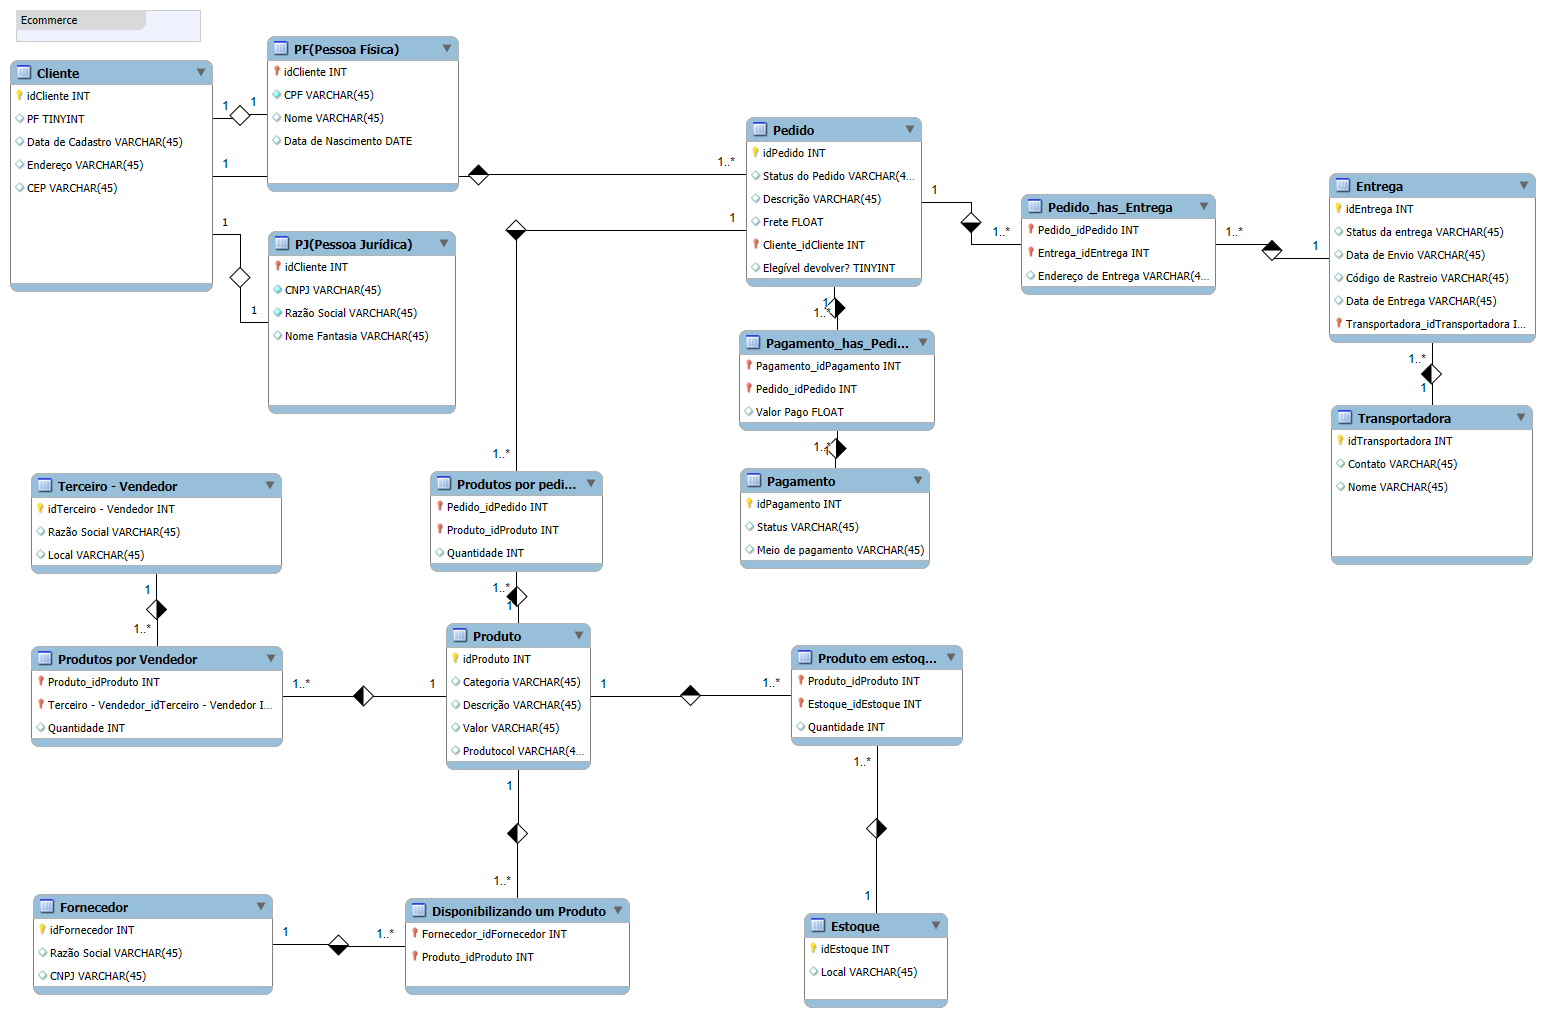 Ecommerce
Cliente
idCliente INT
PF TINYINT
Data de Cadastro VARCHAR(45)
Endereço VARCHAR(45)
CEP VARCHAR(45)
1
1
1
1
1
PF(Pessoa Física)
idCliente INT
CPF VARCHAR(45)
Nome VARCHAR(45)
Data de Nascimento DATE
PJ(Pessoa Jurídica)
idCliente INT
CNPJ VARCHAR(45)
Razão Social VARCHAR(45)
Nome Fantasia VARCHAR(45)
1..*
1
Pedido
idPedido INT
Status do Pedido VARCHAR(4...
Descrição VARCHAR(45)
Frete FLOAT
Cliente_idCliente INT
Elegível devolver? TINYINT
1
1..*
Pedido_has_Entrega
Pedido_idPedido INT
Entrega_idEntrega INT
Endereço de Entrega VARCHAR(4...
1..*
1
Entrega
idEntrega INT
Status da entrega VARCHAR(45)
Data de Envio VARCHAR(45)
Código de Rastreio VARCHAR(45)
Data de Entrega VARCHAR(45)
Transportadora_idTransportadora I...
1..*
1
Transportadora
idTransportadora INT
Contato VARCHAR(45)
Nome VARCHAR(45)
1
1..*
Pagamento_has_Pedi...
Pagamento_idPagamento INT
Pedido_idPedido INT
Valor Pago FLOAT
1..*
1
Pagamento
idPagamento INT
Status VARCHAR(45)
Meio de pagamento VARCHAR(45)
1..*
Produtos por pedi...
Pedido_idPedido INT
Produto_idProduto INT
Quantidade INT
1..*
1
Terceiro - Vendedor
idTerceiro - Vendedor INT
Razão Social VARCHAR(45)
Local VARCHAR(45)
1
1..*
Produtos por Vendedor
Produto_idProduto INT
Terceiro - Vendedor_idTerceiro - Vendedor I...
Quantidade INT
1..*
1
Produto
idProduto INT
Categoria VARCHAR(45)
Descrição VARCHAR(45)
Valor VARCHAR(45)
Produtocol VARCHAR(4...
1
1..*
Produto em estoq...
Produto_idProduto INT
Estoque_idEstoque INT
Quantidade INT
1..*
1
Estoque
idEstoque INT
Local VARCHAR(45)
1
1..*
Fornecedor
idFornecedor INT
Razão Social VARCHAR(45)
CNPJ VARCHAR(45)
1
1..*
Disponibilizando um Produto
Fornecedor_idFornecedor INT
Produto_idProduto INT